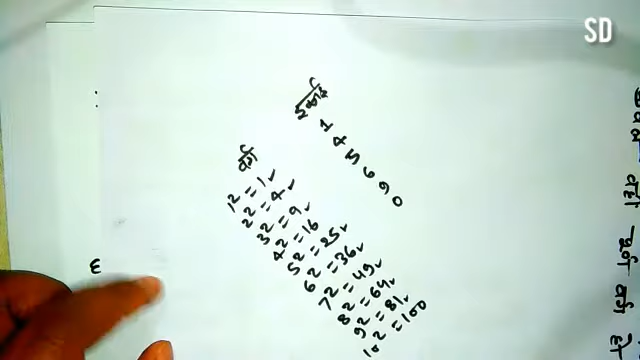 SD
इकाई
1
4
5
6
9
0
वर्ग
1² = 1✓
2² = 4✓
3² = 9✓
4² = 16
5² = 25✓
6² = 36✓
7² = 49✓
8² = 64✓
9² = 81✓
10² = 100
पूर्ण वर्ग है